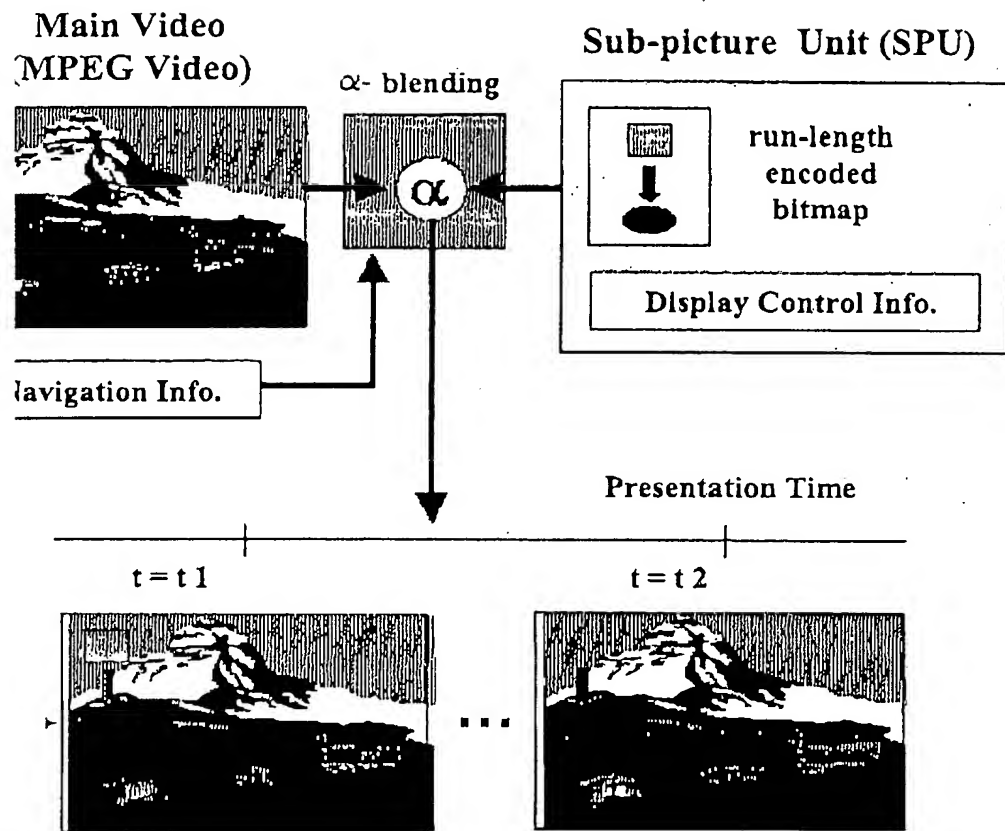 Main Video
(MPEG Video)
α- blending
Sub-picture Unit (SPU)
α
run-length
encoded
bitmap
Display Control Info.
Navigation Info.
Presentation Time
t = t 1
t = t 2